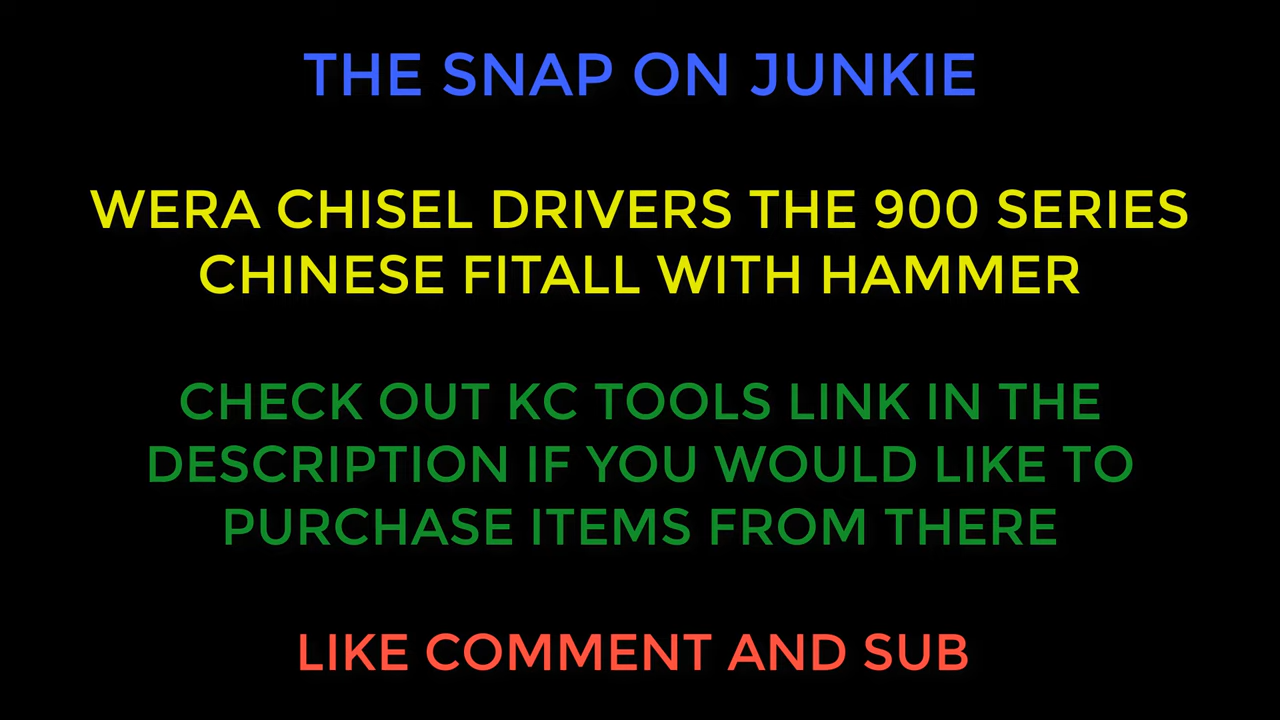 THE SNAP ON JUNKIE
WERA CHISEL DRIVERS THE 900 SERIES
CHINESE FITALL WITH HAMMER
CHECK OUT KC TOOLS LINK IN THE
DESCRIPTION IF YOU WOULD LIKE TO
PURCHASE ITEMS FROM THERE
LIKE COMMENT AND SUB